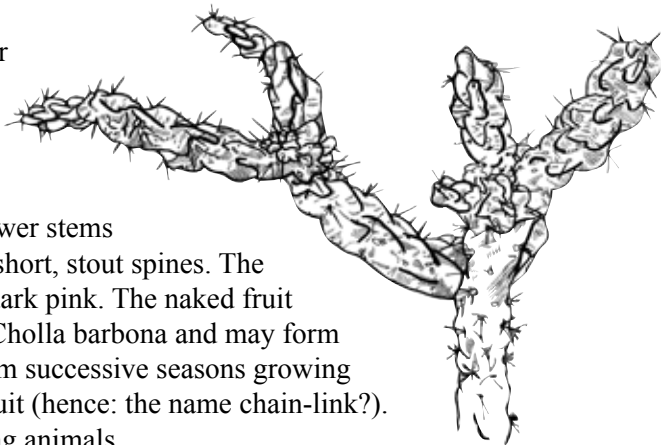 r
wer stems
short, stout spines. The
ark pink. The naked fruit
Cholla barbona and may form
m successive seasons growing
uit (hence: the name chain-link?).
g animals